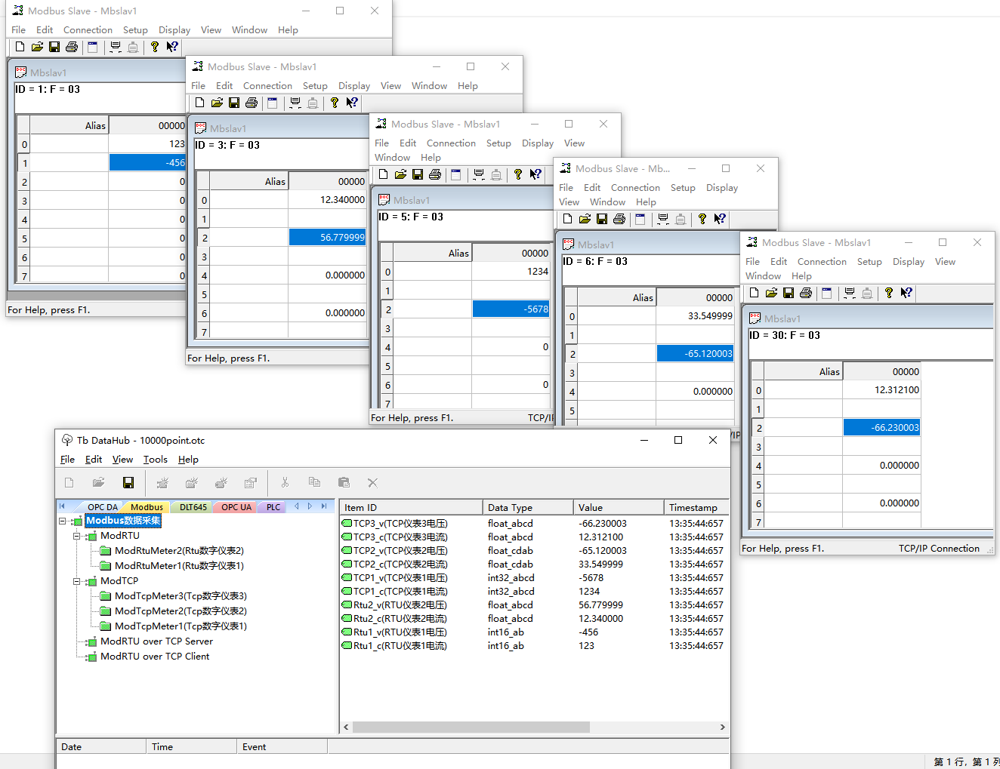 Modbus Slave - Mbslav1
File Edit Connection Setup Display View Window Help
Mbslav1
ID = 1: F = 03
Alias 00000
0 123
1 -456
2 0
3 0
4 0
5 0
6 0
7 0
For Help, press F1.
Modbus Slave - Mbslav1
File Edit Connection Setup Display View Window Help
Mbslav1
ID = 3: F = 03
Alias 00000
0 12.340000
1
2 56.779999
3
4 0.000000
5
6 0.000000
7
For Help, press F1.
Modbus Slave - Mbslav1
File Edit Connection Setup Display View
Window Help
Mbslav1
ID = 5: F = 03
Alias 00000
0 1234
1
2 -5678
3
4 0
5
6 0
7
For Help, press F1. TCP/IP
Modbus Slave - Mb...
File Edit Connection Setup Display
View Window Help
Mbslav1
ID = 6: F = 03
Alias 00000
0 33.549999
1
2 -65.120003
3
4 0.000000
5
/IP
Modbus Slave - Mbslav1
File Edit Connection Setup Display View
Window Help
Mbslav1
ID = 30: F = 03
Alias 00000
0 12.312100
1
2 -66.230003
3
4 0.000000
5
6 0.000000
7
For Help, press F1. TCP/IP Connection
Tb DataHub - 10000point.otc
File Edit View Tools Help
OPC DA Modbus DLT645 OPC UA PLC
Modbus数据采集
ModRTU
ModRtuMeter2(Rtu数字仪表2)
ModRtuMeter1(Rtu数字仪表1)
ModTCP
ModTcpMeter3(Tcp数字仪表3)
ModTcpMeter2(Tcp数字仪表2)
ModTcpMeter1(Tcp数字仪表1)
ModRTU over TCP Server
ModRTU over TCP Client
Item ID Data Type Value Timestamp
TCP3_v(TCP仪表3电压) float_abcd -66.230003 13:35:44:657
TCP3_c(TCP仪表3电流) float_abcd 12.312100 13:35:44:657
TCP2_v(TCP仪表2电压) float_cdab -65.120003 13:35:44:657
TCP2_c(TCP仪表2电流) float_cdab 33.549999 13:35:44:657
TCP1_v(TCP仪表1电压) int32_abcd -5678 13:35:44:657
TCP1_c(TCP仪表1电流) int32_abcd 1234 13:35:44:657
Rtu2_v(RTU仪表2电压) float_abcd 56.779999 13:35:44:657
Rtu2_c(RTU仪表2电流) float_abcd 12.340000 13:35:44:657
Rtu1_v(RTU仪表1电压) int16_ab -456 13:35:44:657
Rtu1_c(RTU仪表1电流) int16_ab 123 13:35:44:657
Date Time Event
第 1 行，第 1 列